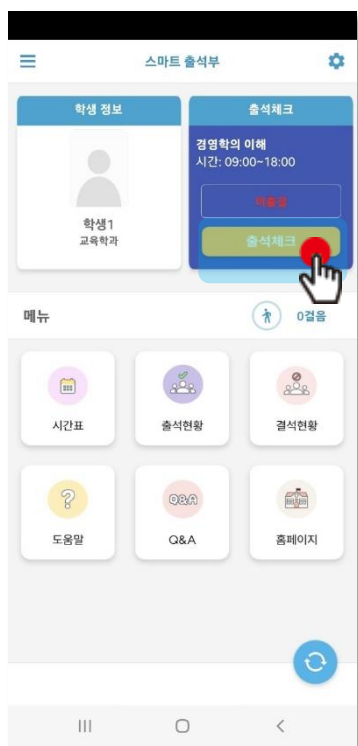 스마트 출석부
학생 정보
학생1
교육학과
출석체크
경영학의 이해
시간: 09:00~18:00
미출결
출석체크
메뉴
0걸음
시간표
출석현황
결석현황
도움말
Q&A
Q&A
홈페이지